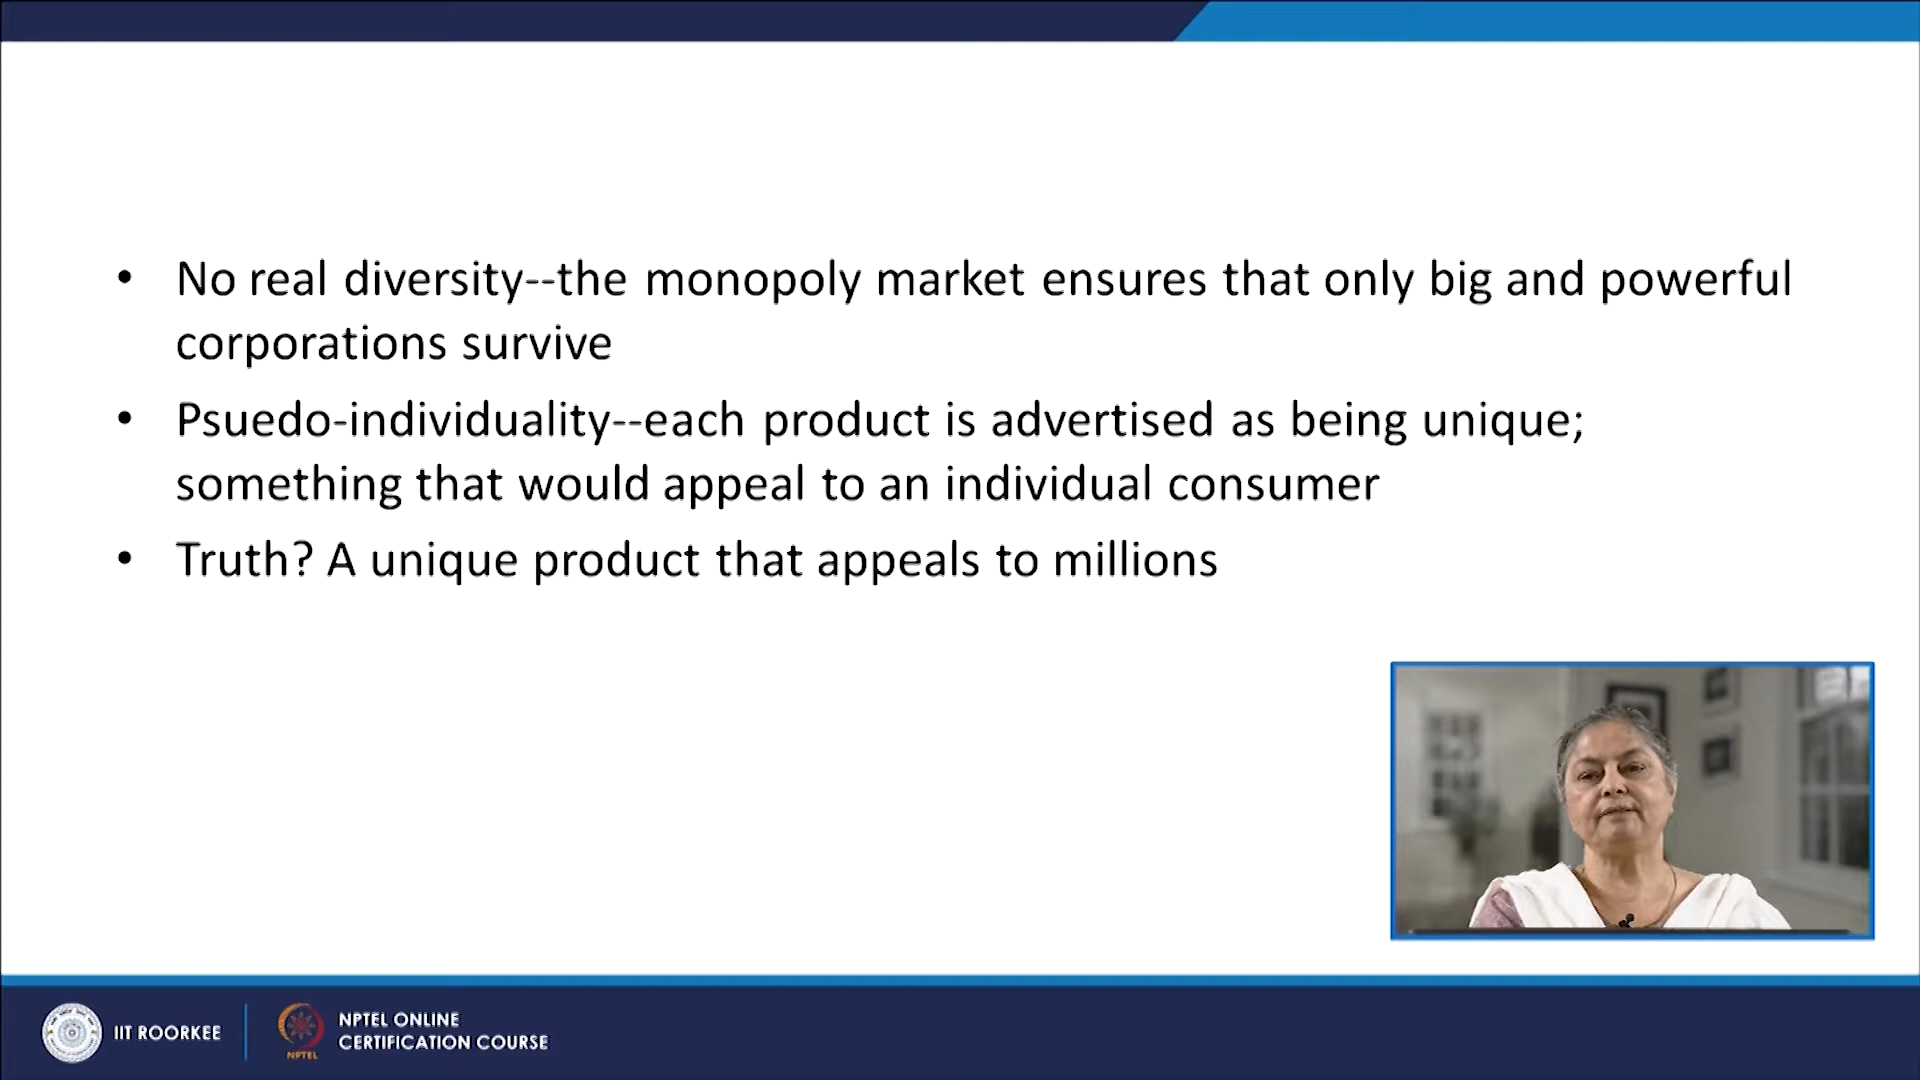 • No real diversity--the monopoly market ensures that only big and powerful
corporations survive
• Psuedo-individuality--each product is advertised as being unique;
something that would appeal to an individual consumer
• Truth? A unique product that appeals to millions
IIT ROORKEE
NPTEL
NPTEL ONLINE
CERTIFICATION COURSE